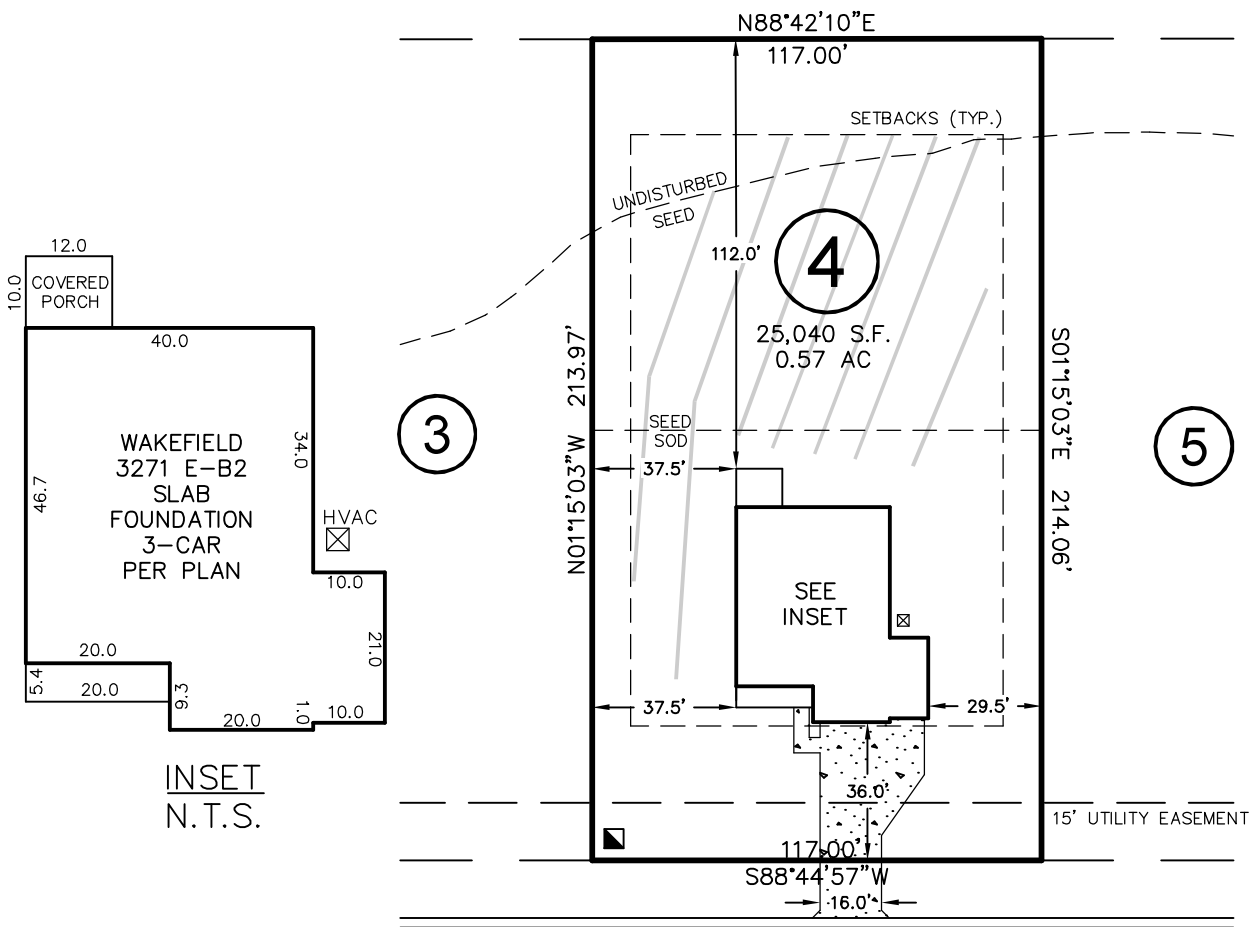 N88°42'10"E
117.00'
SETBACKS (TYP.)
UNDISTURBED
SEED
112.0'
4
25,040 S.F.
0.57 AC
N01°15'03"W 213.97'
S01°15'03"E 214.06'
3
5
SEED
SOD
37.5'
SEE
INSET
37.5'
29.5'
36.0'
15' UTILITY EASEMENT
117.00'
S88°44'57"W
16.0'
12.0
10.0
COVERED
PORCH
40.0
34.0
46.7
WAKEFIELD
3271 E-B2
SLAB
FOUNDATION
3-CAR
PER PLAN
HVAC
10.0
21.0
20.0
5.4
20.0
9.3
20.0
1.0
10.0
INSET
N.T.S.